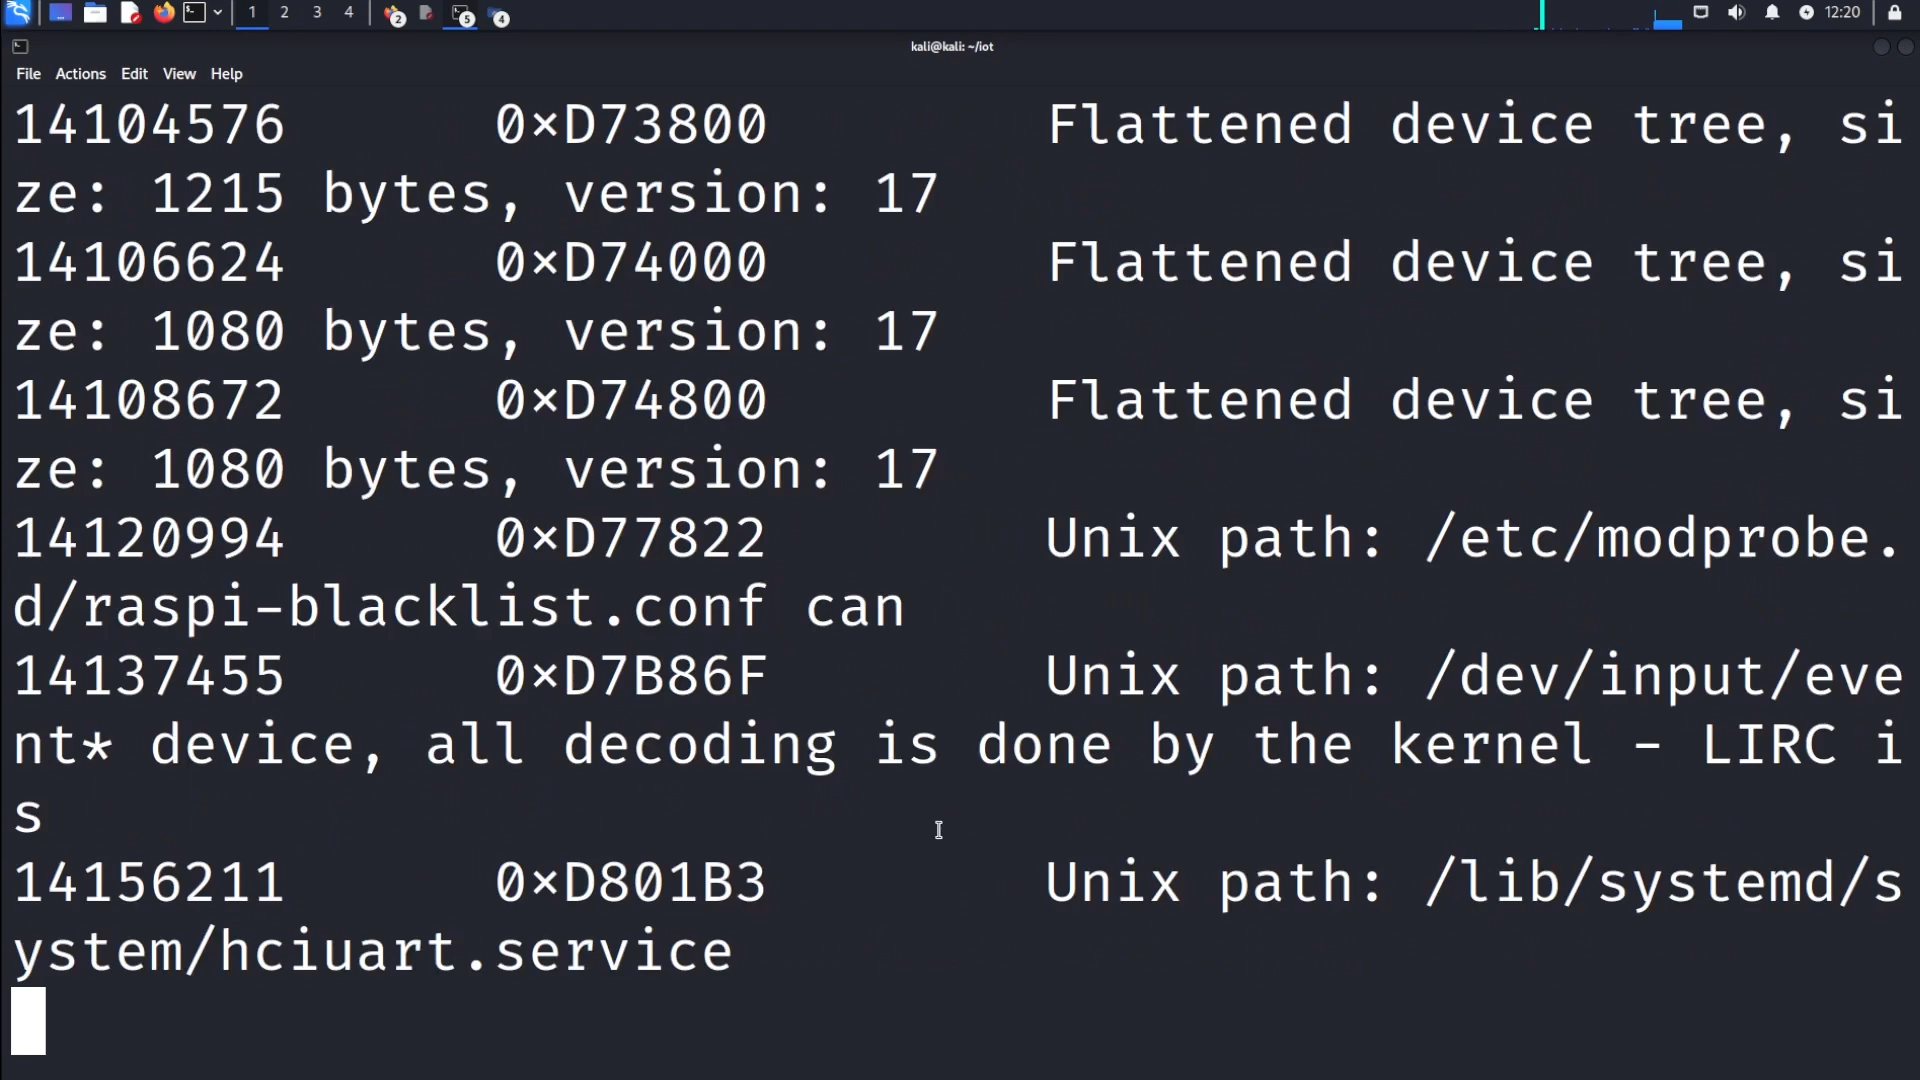 1 2 3 4 2 5 4 12:20
kali@kali: ~/iot
File Actions Edit View Help
14104576 0×D73800 Flattened device tree, si
ze: 1215 bytes, version: 17
14106624 0×D74000 Flattened device tree, si
ze: 1080 bytes, version: 17
14108672 0×D74800 Flattened device tree, si
ze: 1080 bytes, version: 17
14120994 0×D77822 Unix path: /etc/modprobe.
d/raspi-blacklist.conf can
14137455 0×D7B86F Unix path: /dev/input/eve
nt* device, all decoding is done by the kernel - LIRC i
s
14156211 0×D801B3 Unix path: /lib/systemd/s
ystem/hciuart.service